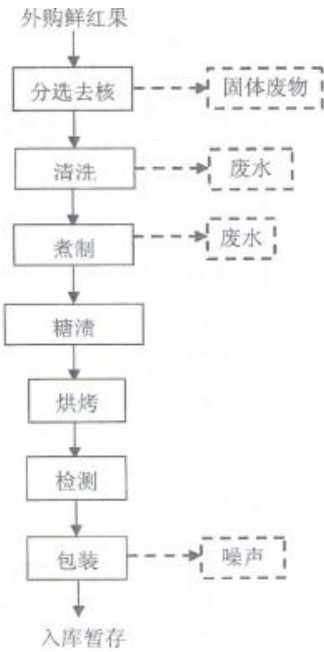 外购鲜红果
分选去核
固体废物
清洗
废水
煮制
废水
糖渍
烘烤
检测
包装
噪声
入库暂存